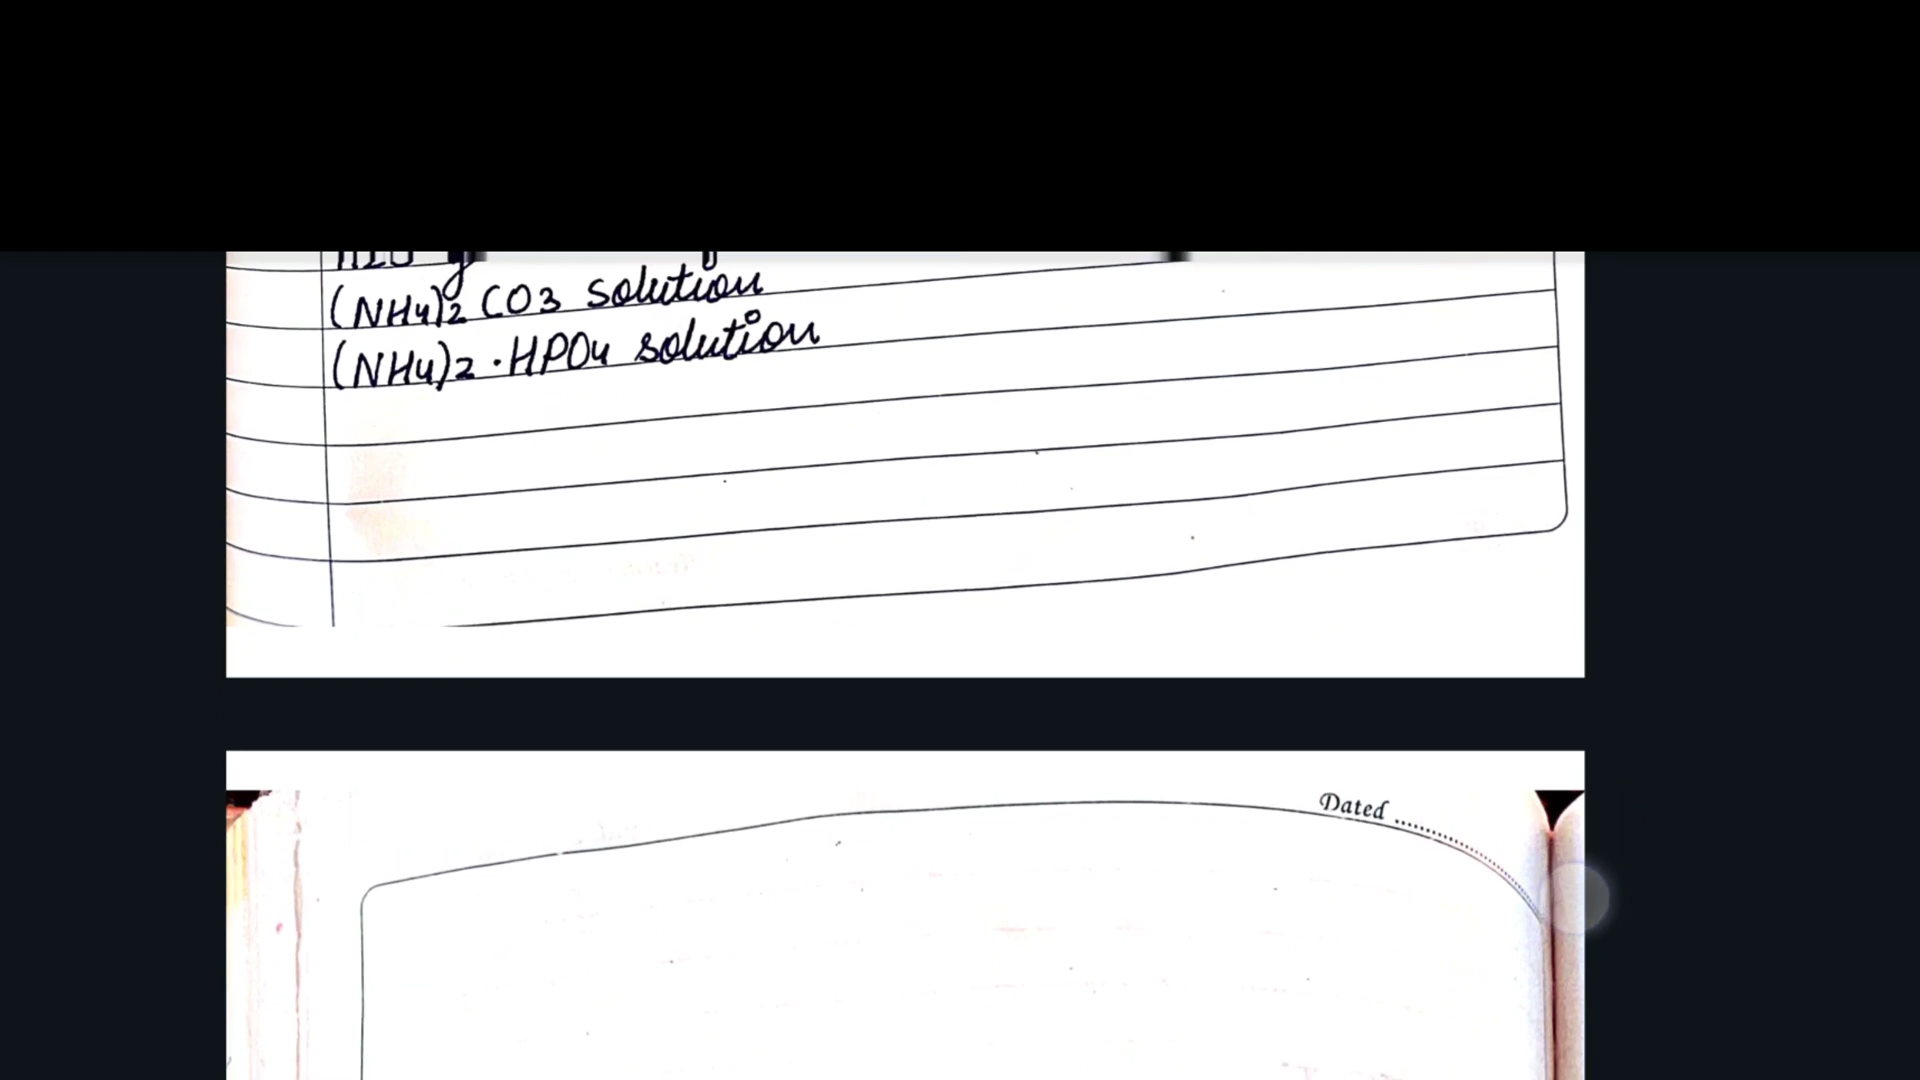 (NH4)2 CO3 solution
(NH4)2 ·HPO4 solution
Dated ..................